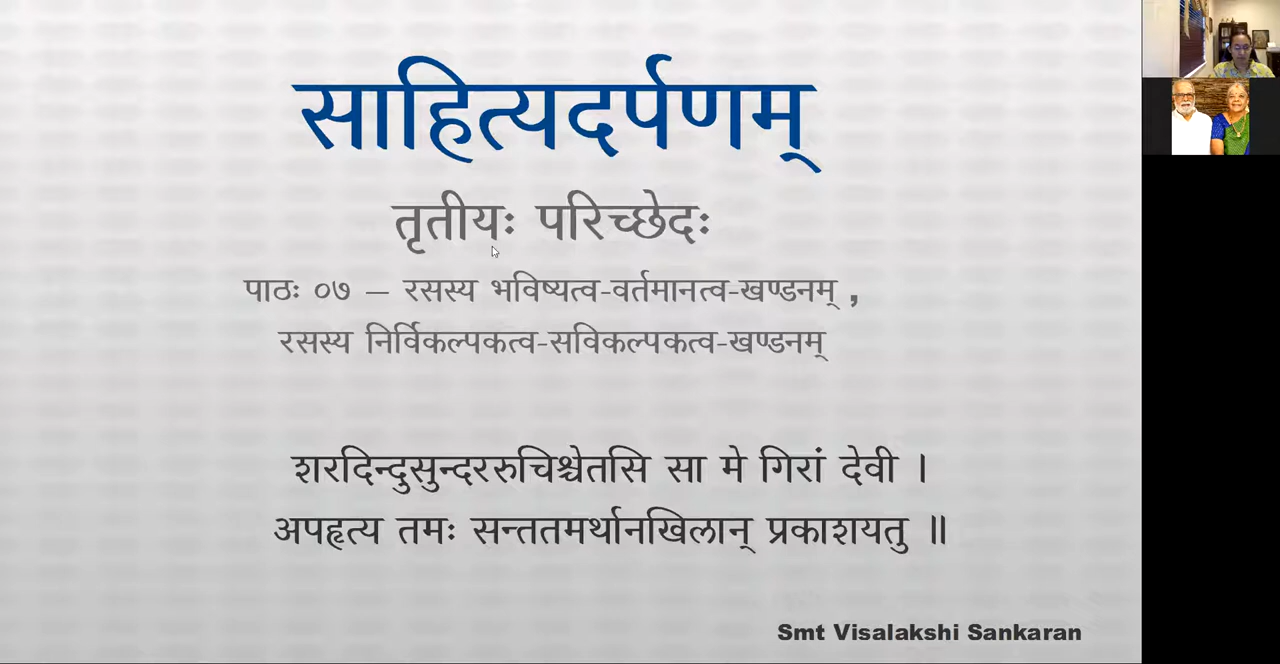 साहित्यदर्पणम्
तृतीयः परिच्छेदः
पाठः ०७ – रसस्य भविष्यत्व-वर्तमानत्व-खण्डनम् ,
रसस्य निर्विकल्पकत्व-सविकल्पकत्व-खण्डनम्
शरदिन्दुसुन्दररुचिश्चेतसि सा मे गिरां देवी ।
अपहृत्य तमः सन्ततमर्थानखिलान् प्रकाशयतु ॥
Smt Visalakshi Sankaran